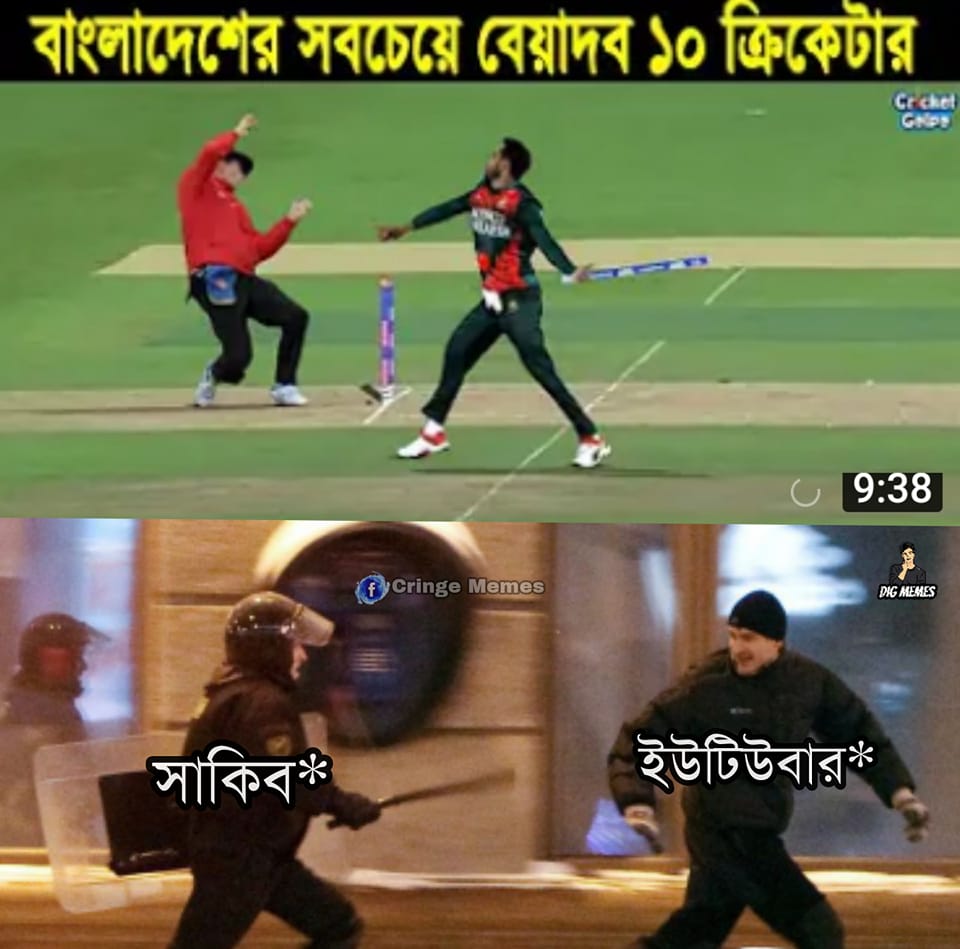 বাংলাদেশের সবচেয়ে বেয়াদব ১০ ক্রিকেটার
Cricket
Golpo
9:38
f Cringe Memes
DIG MEMES
সাকিব*
ইউটিউবার*